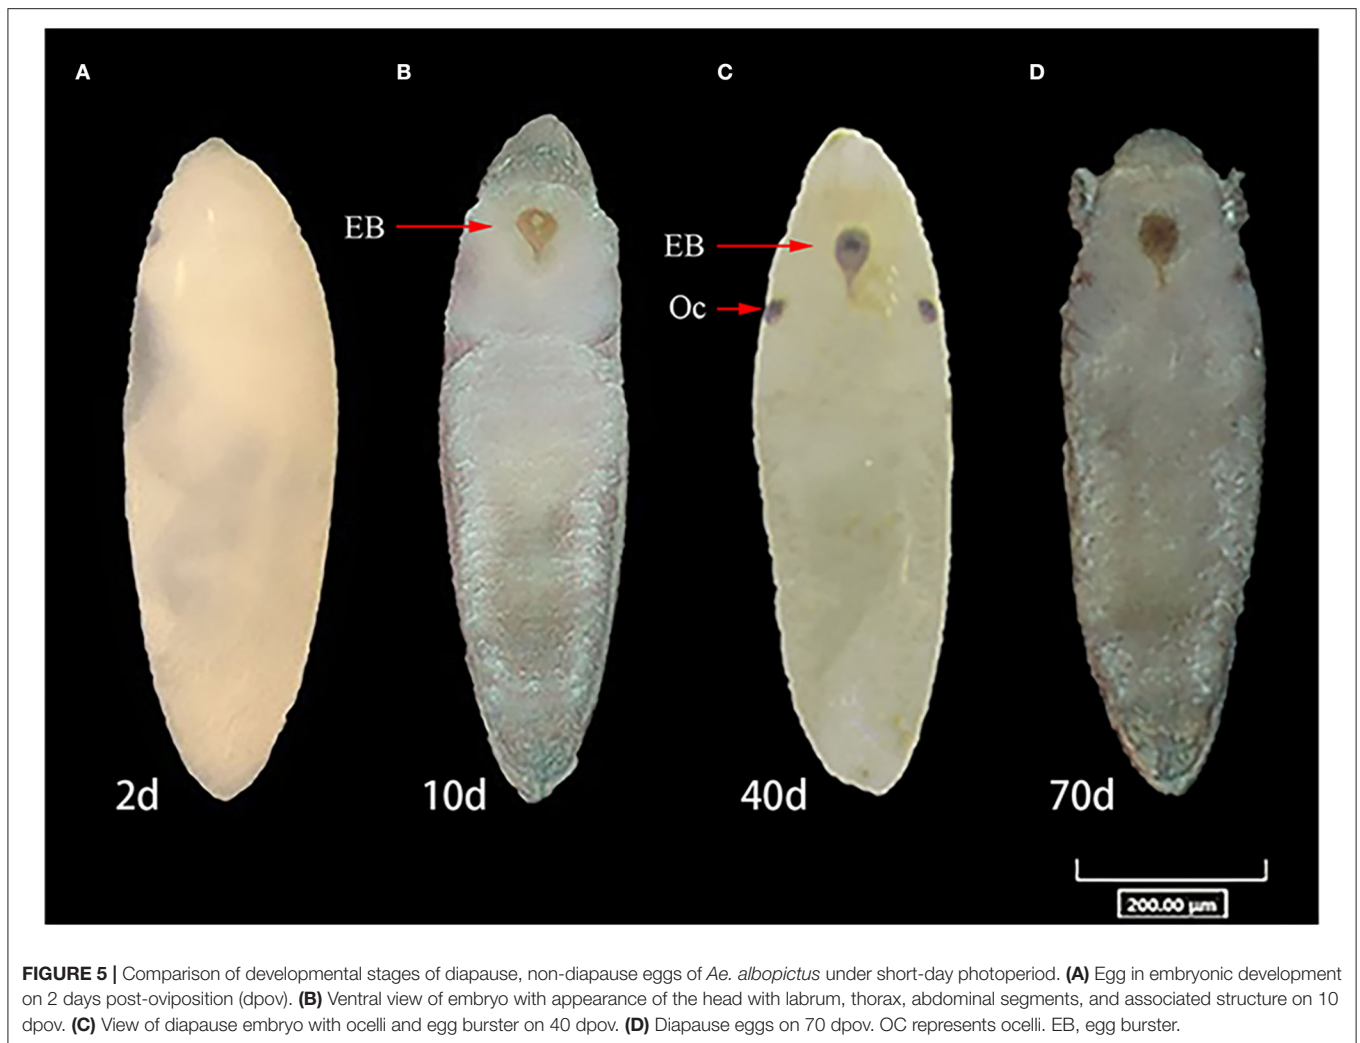 A B C D
EB
EB
Oc
2d 10d 40d 70d
200.00 µm
FIGURE 5 | Comparison of developmental stages of diapause, non-diapause eggs of Ae. albopictus under short-day photoperiod. (A) Egg in embryonic development
on 2 days post-oviposition (dpov). (B) Ventral view of embryo with appearance of the head with labrum, thorax, abdominal segments, and associated structure on 10
dpov. (C) View of diapause embryo with ocelli and egg burster on 40 dpov. (D) Diapause eggs on 70 dpov. OC represents ocelli. EB, egg burster.